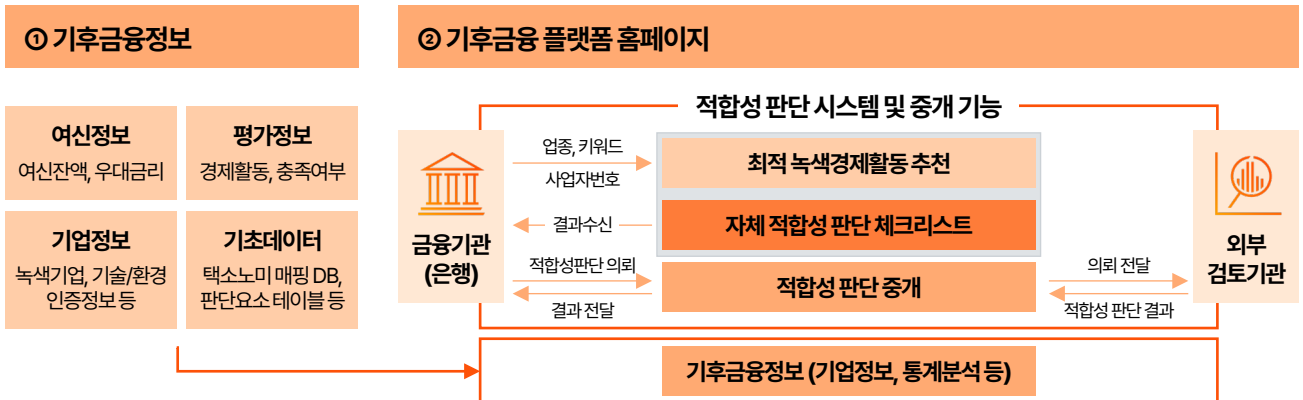 ① 기후금융정보
② 기후금융 플랫폼 홈페이지
여신정보
여신잔액, 우대금리
평가정보
경제활동, 충족여부
기업정보
녹색기업, 기술/환경
인증정보 등
기초데이터
택소노미 매핑 DB,
판단요소 테이블 등
적합성 판단 시스템 및 중개 기능
금융기관
(은행)
업종, 키워드
사업자번호
결과수신
적합성판단 의뢰
결과 전달
최적 녹색경제활동 추천
자체 적합성 판단 체크리스트
적합성 판단 중개
의뢰 전달
적합성 판단 결과
외부
검토기관
기후금융정보 (기업정보, 통계분석 등)